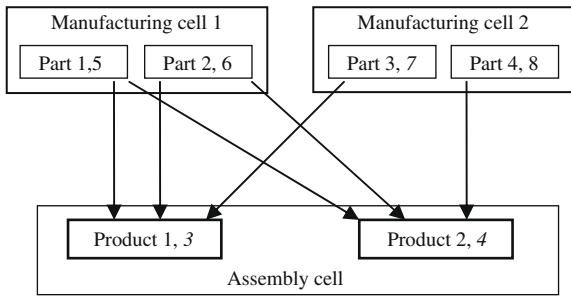 Manufacturing cell 1
Manufacturing cell 2
Part 1,5
Part 2, 6
Part 3, 7
Part 4, 8
Product 1, 3
Product 2, 4
Assembly cell